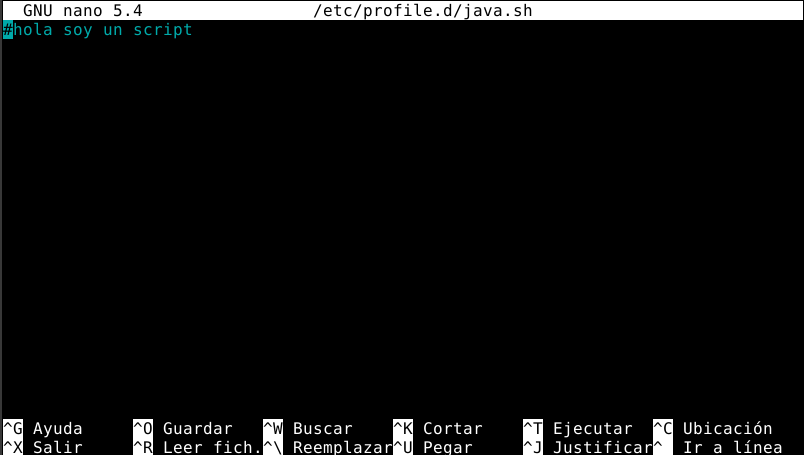 GNU nano 5.4 /etc/profile.d/java.sh
#hola soy un script
^G Ayuda ^O Guardar ^W Buscar ^K Cortar ^T Ejecutar ^C Ubicación
^X Salir ^R Leer fich. ^\ Reemplazar ^U Pegar ^J Justificar ^ Ir a línea